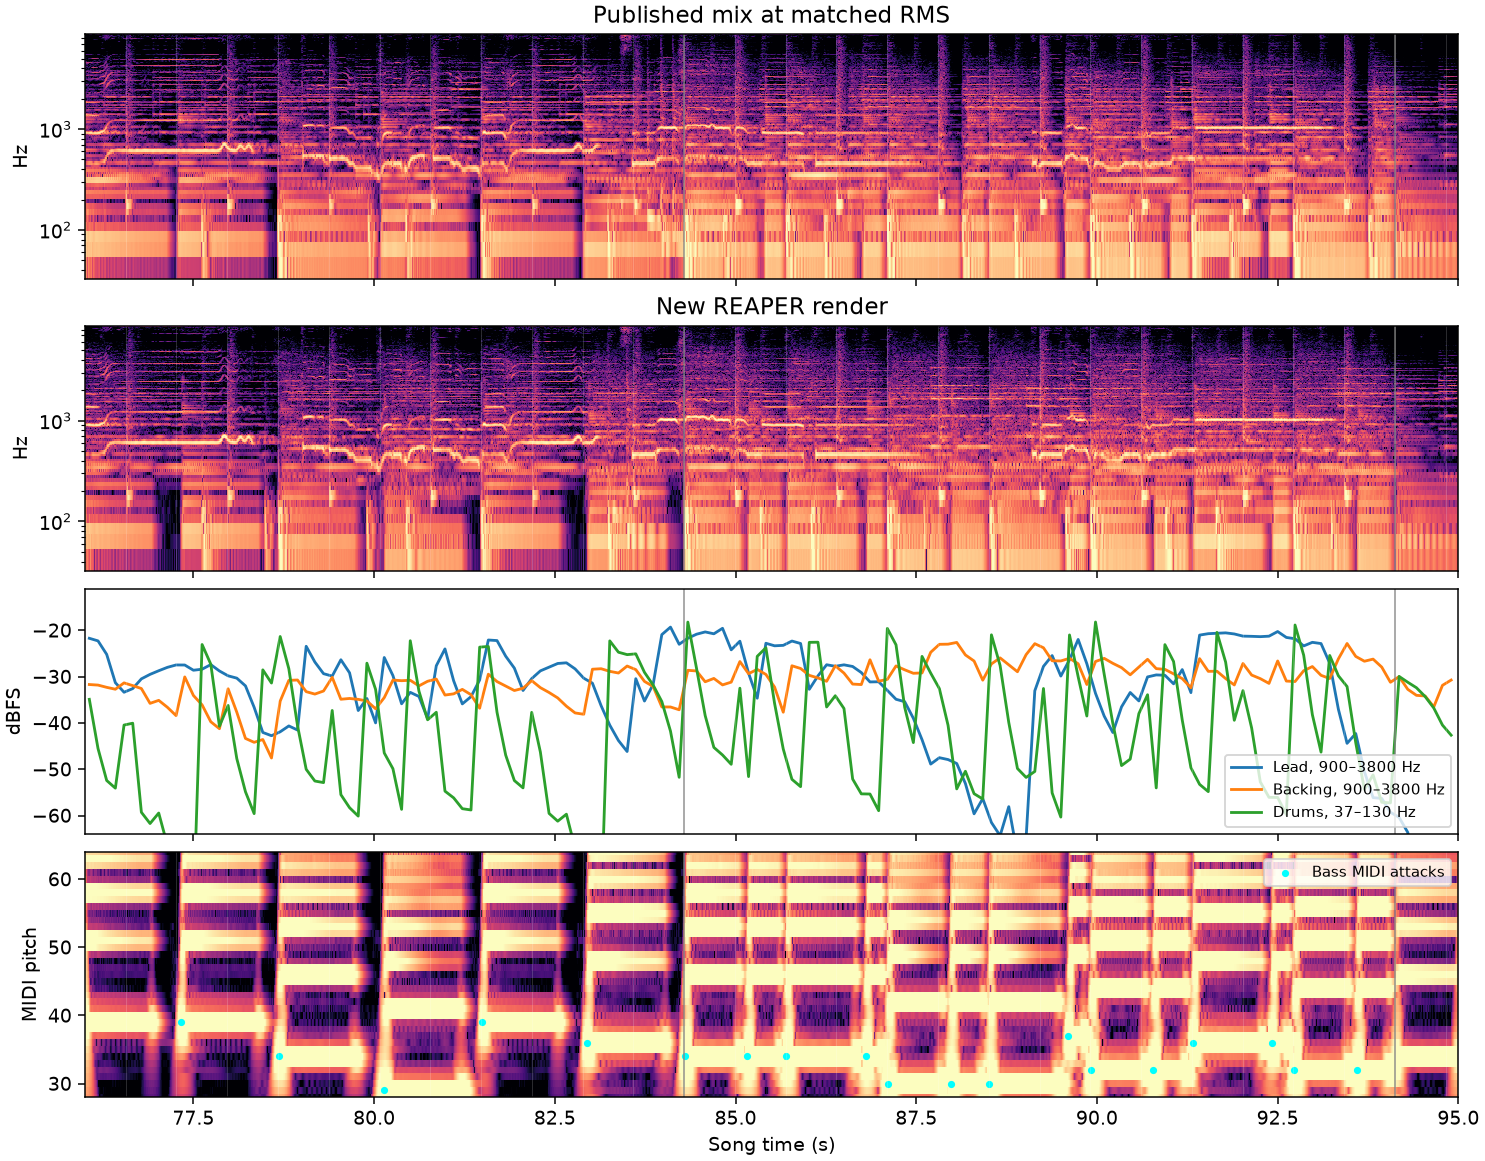 Published mix at matched RMS
Hz
10³
10²
New REAPER render
Hz
10³
10²
dBFS
−20
−30
−40
−50
−60
Lead, 900–3800 Hz
Backing, 900–3800 Hz
Drums, 37–130 Hz
MIDI pitch
60
50
40
30
Bass MIDI attacks
77.5 80.0 82.5 85.0 87.5 90.0 92.5 95.0
Song time (s)